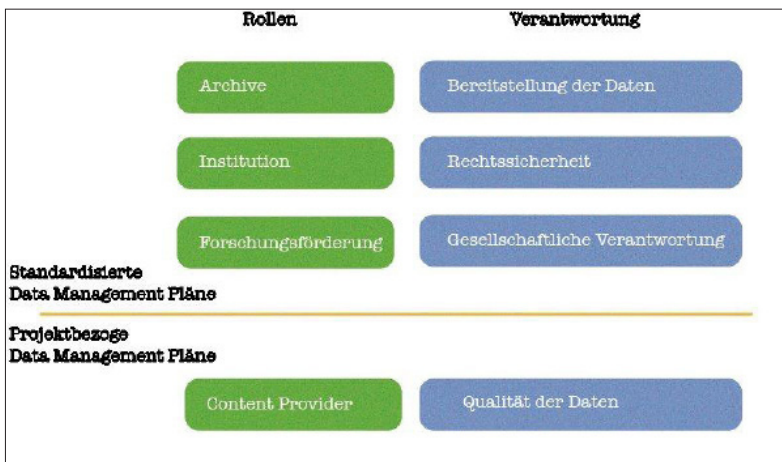 Rollen
Verantwortung
Archive
Bereitstellung der Daten
Institution
Rechtssicherheit
Forschungsförderung
Gesellschaftliche Verantwortung
Standardisierte
Data Management Pläne
Projektbezoge
Data Management Pläne
Content Provider
Qualität der Daten